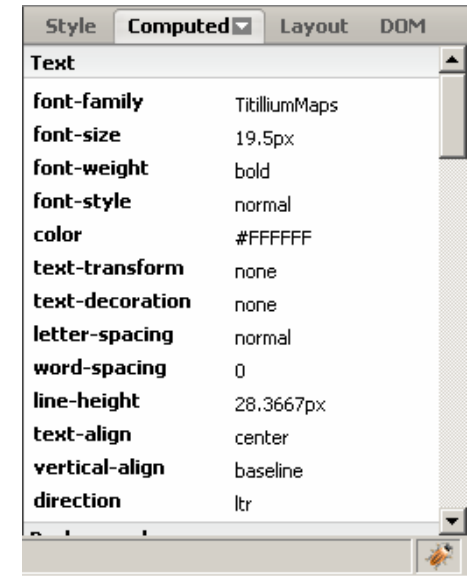 Style Computed Layout DOM
Text
font-family TitilliumMaps
font-size 19.5px
font-weight bold
font-style normal
color #FFFFFF
text-transform none
text-decoration none
letter-spacing normal
word-spacing 0
line-height 28.3667px
text-align center
vertical-align baseline
direction ltr